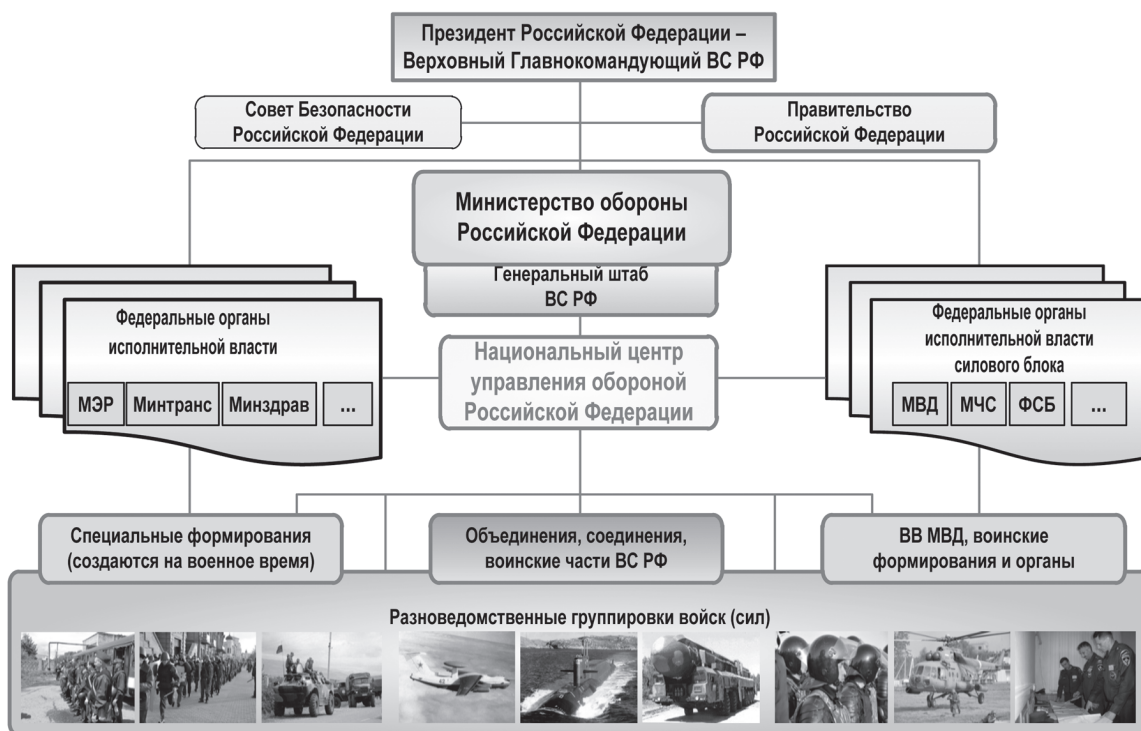 Президент Российской Федерации –
Верховный Главнокомандующий ВС РФ
Совет Безопасности
Российской Федерации
Правительство
Российской Федерации
Министерство обороны
Российской Федерации
Генеральный штаб
ВС РФ
Федеральные органы
исполнительной власти
МЭР Минтранс Минздрав ...
Национальный центр
управления обороной
Российской Федерации
Федеральные органы
исполнительной власти
силового блока
МВД МЧС ФСБ ...
Специальные формирования
(создаются на военное время)
Объединения, соединения,
воинские части ВС РФ
ВВ МВД, воинские
формирования и органы
Разноведомственные группировки войск (сил)